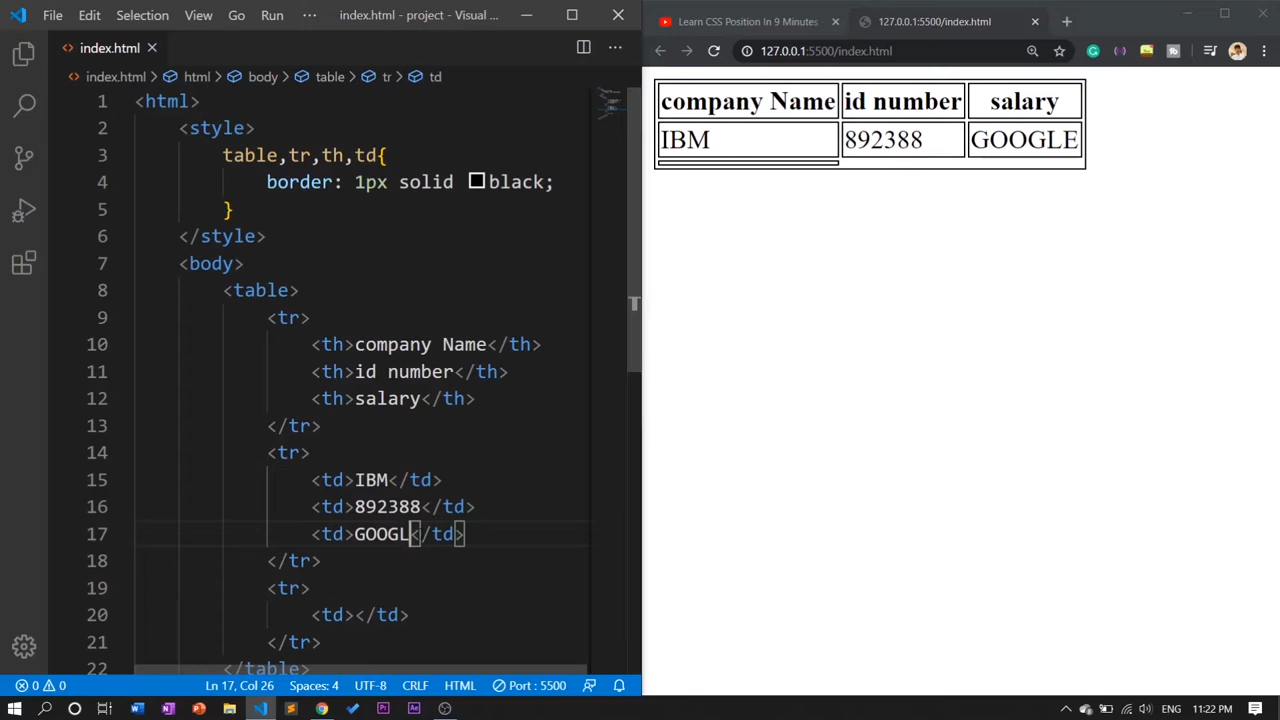 File Edit Selection View Go Run ··· index.html - project - Visual ...
index.html
index.html > html > body > table > tr > td
1 <html>
2 <style>
3 table,tr,th,td{
4 border: 1px solid black;
5 }
6 </style>
7 <body>
8 <table>
9 <tr>
10 <th>company Name</th>
11 <th>id number</th>
12 <th>salary</th>
13 </tr>
14 <tr>
15 <td>IBM</td>
16 <td>892388</td>
17 <td>GOOGL</td>
18 </tr>
19 <tr>
20 <td></td>
21 </tr>
22 </table>
0 0 Ln 17, Col 26 Spaces: 4 UTF-8 CRLF HTML Port : 5500
Learn CSS Position In 9 Minutes
127.0.0.1:5500/index.html
127.0.0.1:5500/index.html
company Name id number salary
IBM 892388 GOOGLE
ENG 11:22 PM